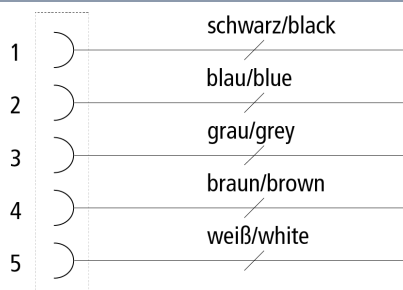 1 schwarz/black
2 blau/blue
3 grau/grey
4 braun/brown
5 weiß/white